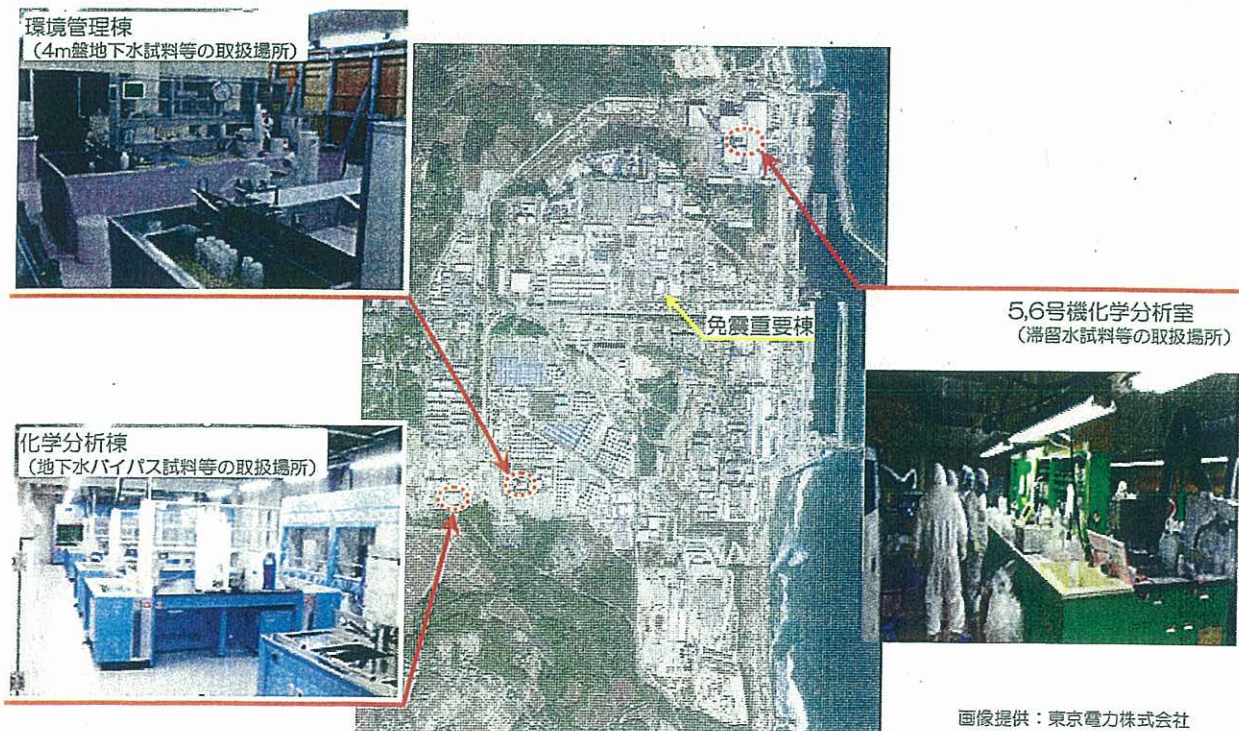 環境管理棟
（4m盤地下水試料等の取扱場所）
免震重要棟
5,6号機化学分析室
（滞留水試料等の取扱場所）
化学分析棟
（地下水バイパス試料等の取扱場所）
画像提供：東京電力株式会社